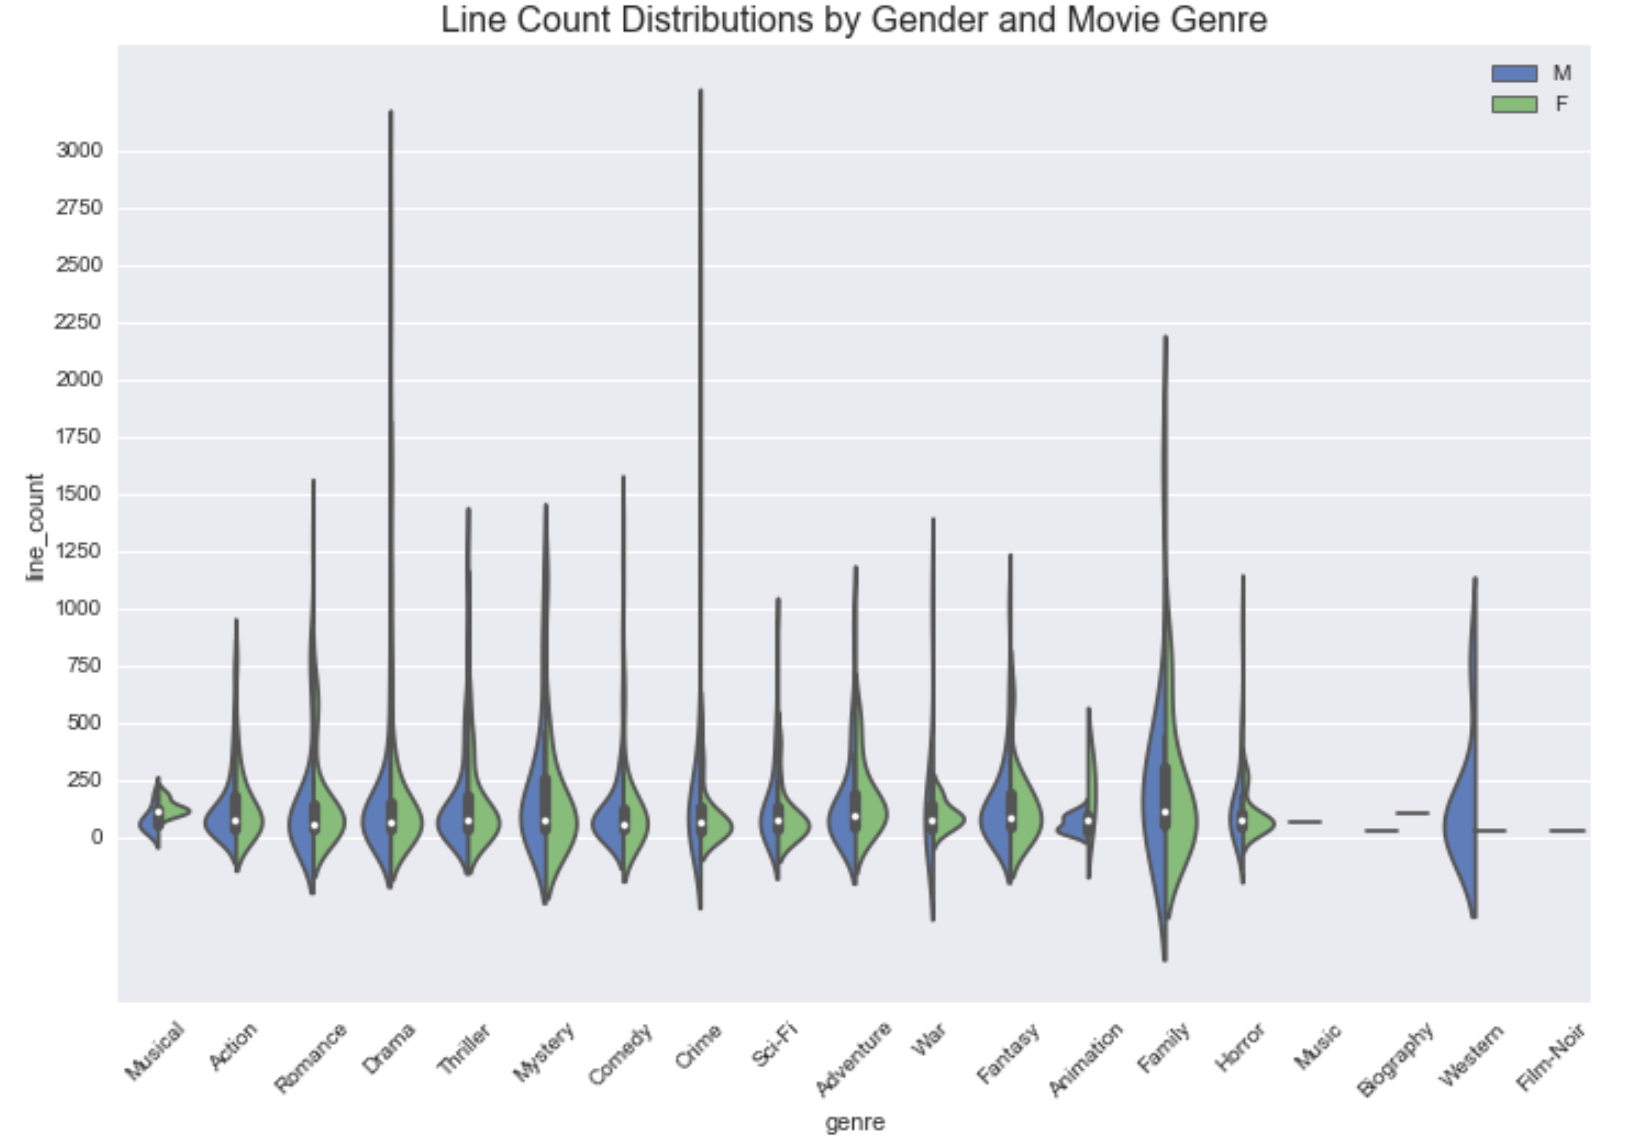 Line Count Distributions by Gender and Movie Genre
M
F
3000
2750
2500
2250
2000
1750
1500
1250
1000
750
500
250
0
line_count
Musical
Action
Romance
Drama
Thriller
Mystery
Comedy
Crime
Sci-Fi
Adventure
War
Fantasy
Animation
Family
Horror
Music
Biography
Western
Film-Noir
genre